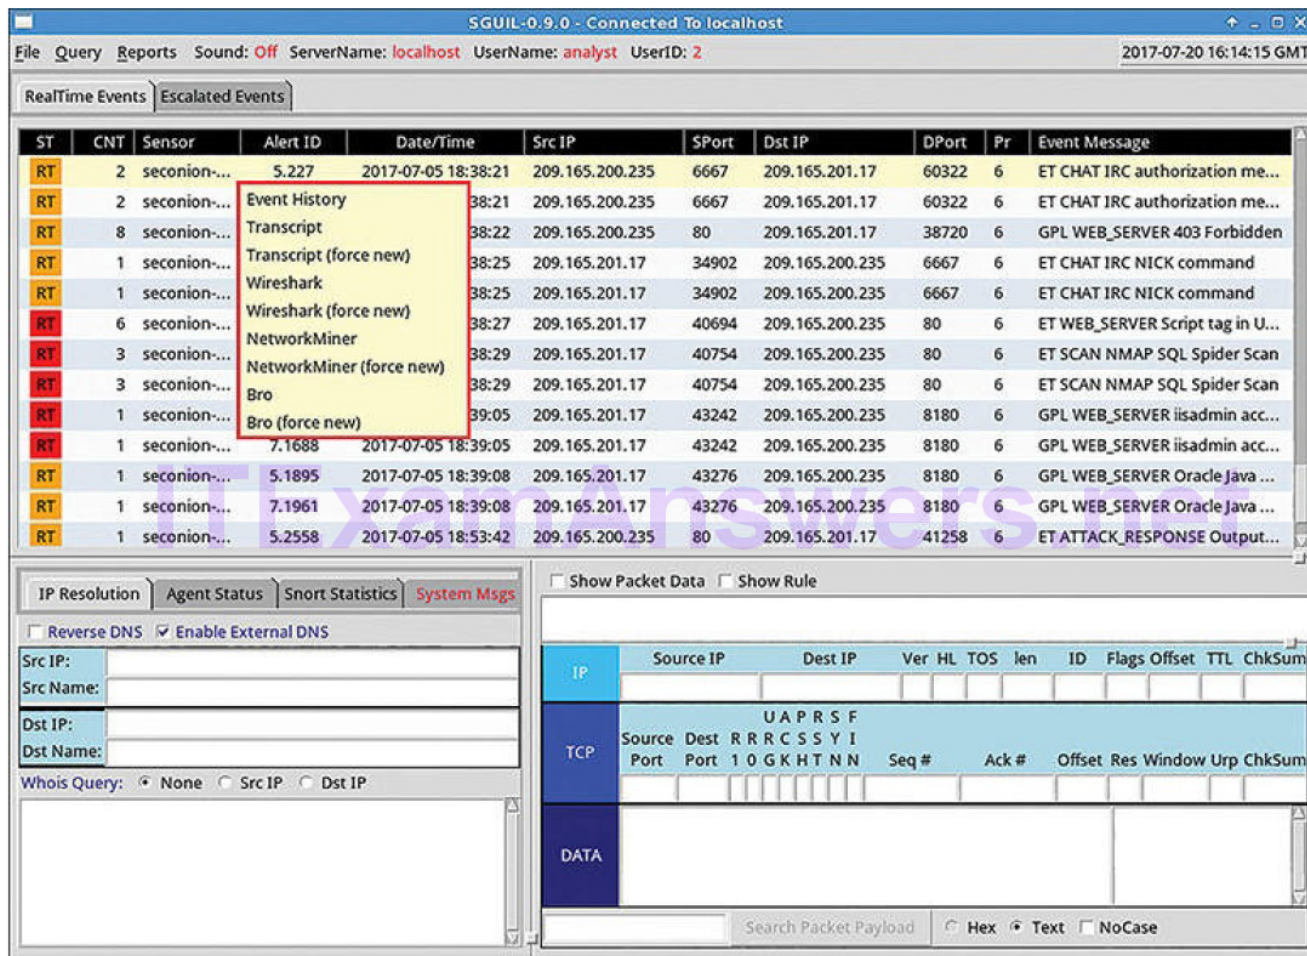 SGUIL-0.9.0 - Connected To localhost
File Query Reports Sound: Off ServerName: localhost UserName: analyst UserID: 2 2017-07-20 16:14:15 GMT
RealTime Events Escalated Events
ST CNT Sensor Alert ID Date/Time Src IP SPort Dst IP DPort Pr Event Message
RT 2 seconion-... 5.227 2017-07-05 18:38:21 209.165.200.235 6667 209.165.201.17 60322 6 ET CHAT IRC authorization me...
RT 2 seconion-... 38:21 209.165.200.235 6667 209.165.201.17 60322 6 ET CHAT IRC authorization me...
RT 8 seconion-... 38:22 209.165.200.235 80 209.165.201.17 38720 6 GPL WEB_SERVER 403 Forbidden
RT 1 seconion-... 38:25 209.165.201.17 34902 209.165.200.235 6667 6 ET CHAT IRC NICK command
RT 1 seconion-... 38:25 209.165.201.17 34902 209.165.200.235 6667 6 ET CHAT IRC NICK command
RT 6 seconion-... 38:27 209.165.201.17 40694 209.165.200.235 80 6 ET WEB_SERVER Script tag in U...
RT 3 seconion-... 38:29 209.165.201.17 40754 209.165.200.235 80 6 ET SCAN NMAP SQL Spider Scan
RT 3 seconion-... 38:29 209.165.201.17 40754 209.165.200.235 80 6 ET SCAN NMAP SQL Spider Scan
RT 1 seconion-... 39:05 209.165.201.17 43242 209.165.200.235 8180 6 GPL WEB_SERVER iisadmin acc...
RT 1 seconion-... 7.1688 2017-07-05 18:39:05 209.165.201.17 43242 209.165.200.235 8180 6 GPL WEB_SERVER iisadmin acc...
RT 1 seconion-... 5.1895 2017-07-05 18:39:08 209.165.201.17 43276 209.165.200.235 8180 6 GPL WEB_SERVER Oracle Java ...
RT 1 seconion-... 7.1961 2017-07-05 18:39:08 209.165.201.17 43276 209.165.200.235 8180 6 GPL WEB_SERVER Oracle Java ...
RT 1 seconion-... 5.2558 2017-07-05 18:53:42 209.165.200.235 80 209.165.201.17 41258 6 ET ATTACK_RESPONSE Output...
Event History
Transcript
Transcript (force new)
Wireshark
Wireshark (force new)
NetworkMiner
NetworkMiner (force new)
Bro
Bro (force new)
ITExamAnswers.net
IP Resolution Agent Status Snort Statistics System Msgs
Reverse DNS Enable External DNS
Src IP:
Src Name:
Dst IP:
Dst Name:
Whois Query: None Src IP Dst IP
Show Packet Data Show Rule
IP Source IP Dest IP Ver HL TOS len ID Flags Offset TTL ChkSum
U A P R S F
Source Dest R R R C S S Y I
TCP Port Port 1 0 G K H T N N Seq # Ack # Offset Res Window Urp ChkSum
DATA
Search Packet Payload Hex Text NoCase